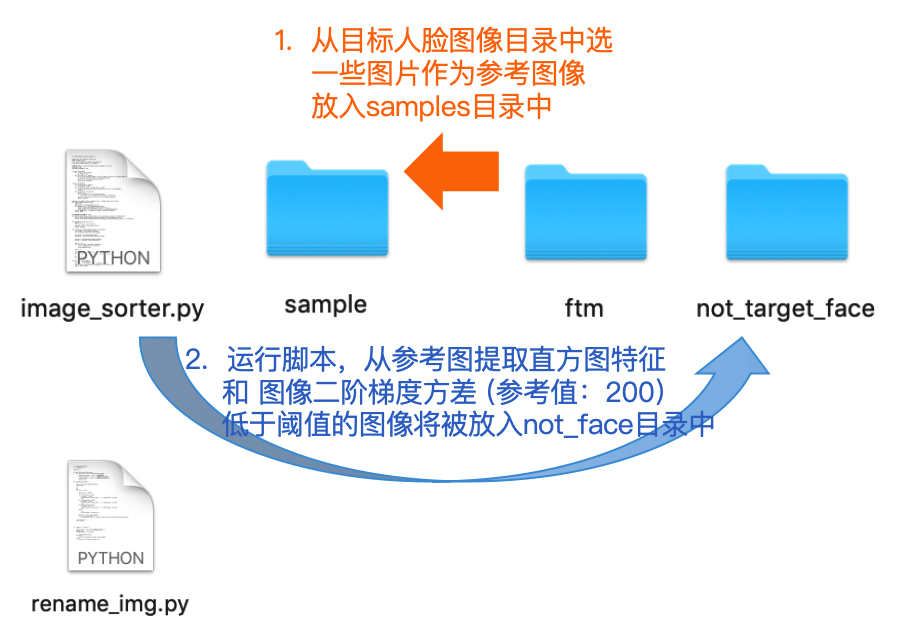 1. 从目标人脸图像目录中选
一些图片作为参考图像
放入samples目录中
PYTHON
image_sorter.py
sample
ftm
not_target_face
2. 运行脚本，从参考图提取直方图特征
和 图像二阶梯度方差（参考值：200）
低于阈值的图像将被放入not_face目录中
PYTHON
rename_img.py